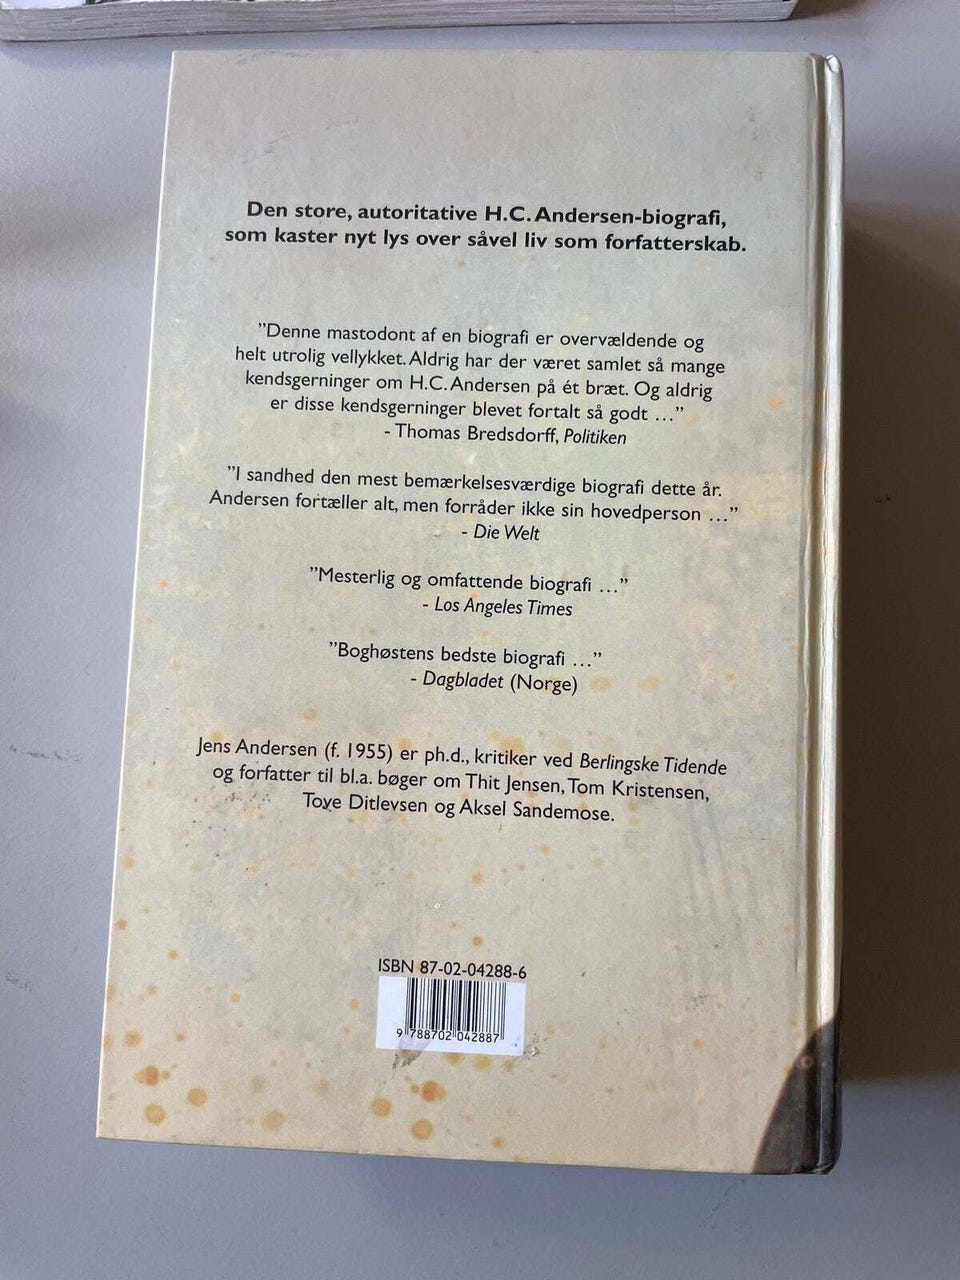 Den store, autoritative H.C. Andersen-biografi,
som kaster nyt lys over såvel liv som forfatterskab.
”Denne mastodont af en biografi er overvældende og
helt utrolig vellykket. Aldrig har der været samlet så mange
kendsgerninger om H.C. Andersen på ét bræt. Og aldrig
er disse kendsgerninger blevet fortalt så godt ...”
- Thomas Bredsdorff, Politiken
”I sandhed den mest bemærkelsesværdige biografi dette år.
Andersen fortæller alt, men forråder ikke sin hovedperson ...”
- Die Welt
”Mesterlig og omfattende biografi ...”
- Los Angeles Times
”Boghøstens bedste biografi ...”
- Dagbladet (Norge)
Jens Andersen (f. 1955) er ph.d., kritiker ved Berlingske Tidende
og forfatter til bl.a. bøger om Thit Jensen, Tom Kristensen,
Tove Ditlevsen og Aksel Sandemose.
ISBN 87-02-04288-6
9 788702 042887